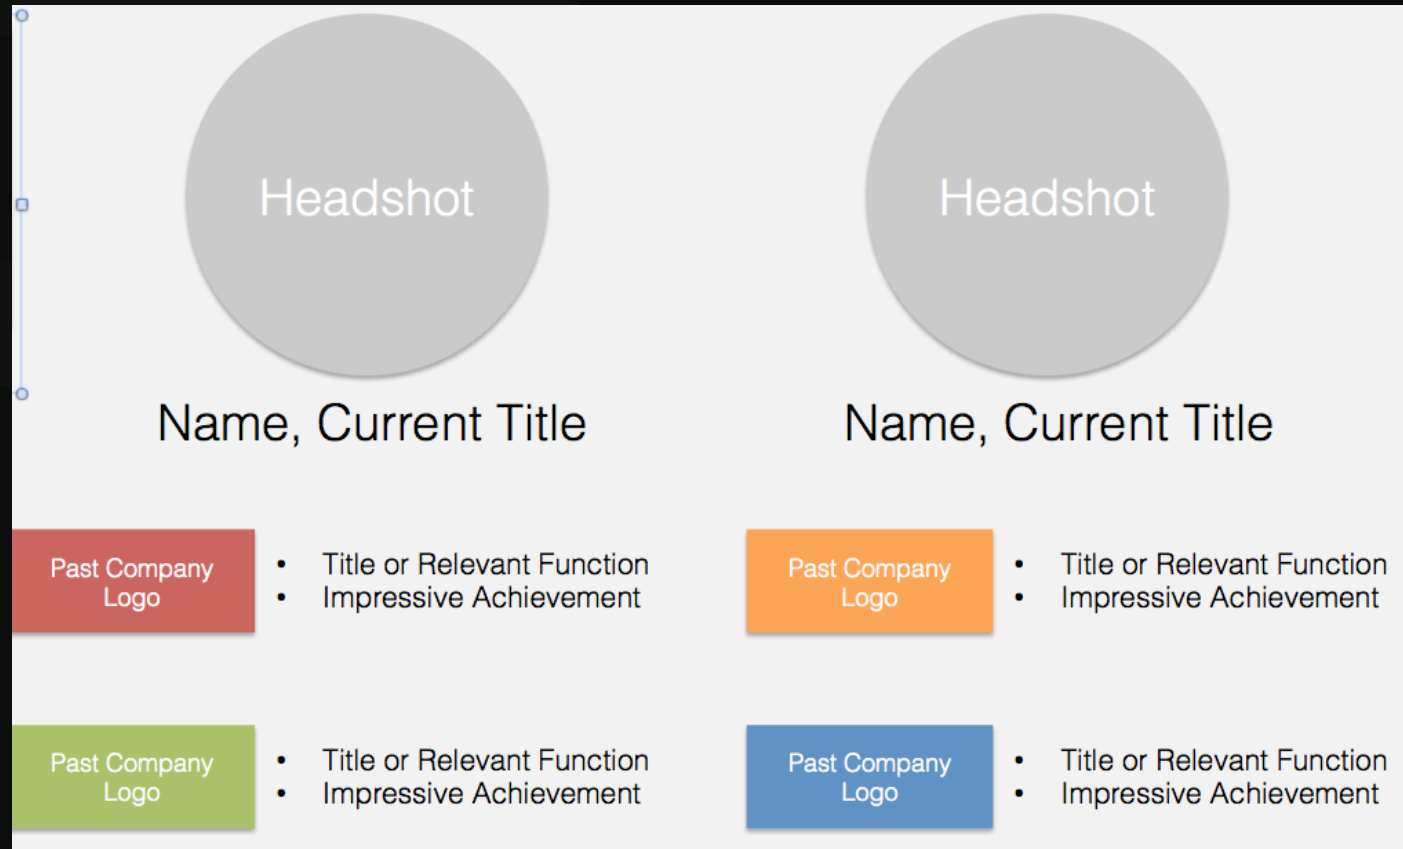 Headshot
Headshot
Name, Current Title
Name, Current Title
Past Company
Logo
• Title or Relevant Function
• Impressive Achievement
Past Company
Logo
• Title or Relevant Function
• Impressive Achievement
Past Company
Logo
• Title or Relevant Function
• Impressive Achievement
Past Company
Logo
• Title or Relevant Function
• Impressive Achievement